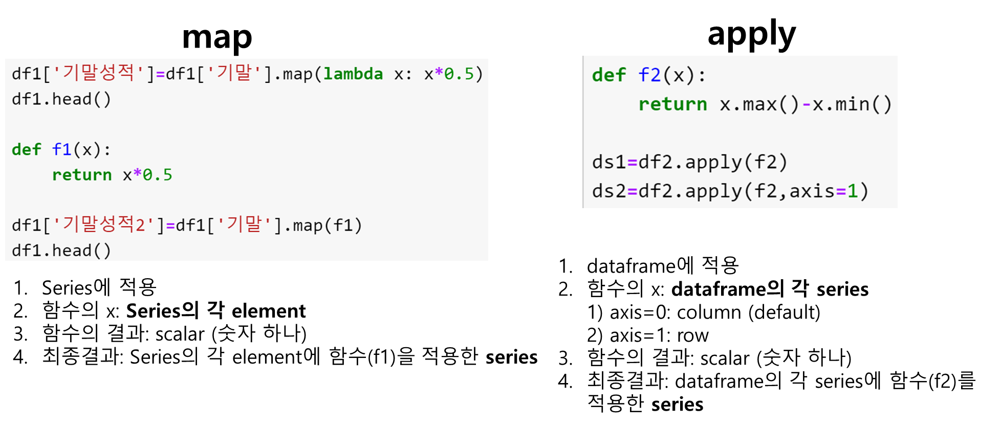 map
df1['기말성적']=df1['기말'].map(lambda x: x*0.5)
df1.head()
def f1(x):
    return x*0.5
df1['기말성적2']=df1['기말'].map(f1)
df1.head()
1. Series에 적용
2. 함수의 x: Series의 각 element
3. 함수의 결과: scalar (숫자 하나)
4. 최종결과: Series의 각 element에 함수(f1)을 적용한 series
apply
def f2(x):
    return x.max()-x.min()
ds1=df2.apply(f2)
ds2=df2.apply(f2,axis=1)
1. dataframe에 적용
2. 함수의 x: dataframe의 각 series
1) axis=0: column (default)
2) axis=1: row
3. 함수의 결과: scalar (숫자 하나)
4. 최종결과: dataframe의 각 series에 함수(f2)를
적용한 series